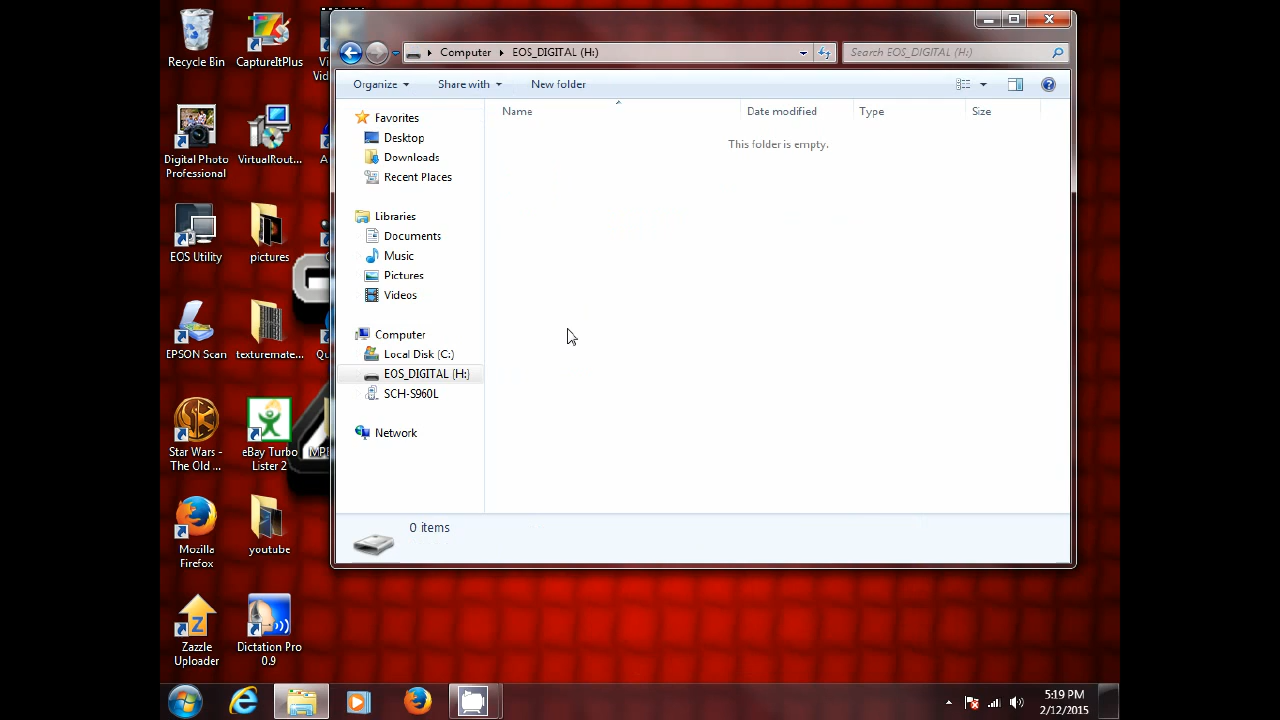 Recycle Bin
CaptureItPlus
Digital Photo
Professional
VirtualRout...
EOS Utility
pictures
EPSON Scan
texturemate...
Star Wars -
The Old ...
eBay Turbo
Lister 2
Mozilla
Firefox
youtube
Zazzle
Uploader
Dictation Pro
0.9
Computer EOS_DIGITAL (H:)
Search EOS_DIGITAL (H:)
Organize Share with New folder
Favorites
Desktop
Downloads
Recent Places
Libraries
Documents
Music
Pictures
Videos
Computer
Local Disk (C:)
EOS_DIGITAL (H:)
SCH-S960L
Network
Name Date modified Type Size
This folder is empty.
0 items
5:19 PM
2/12/2015